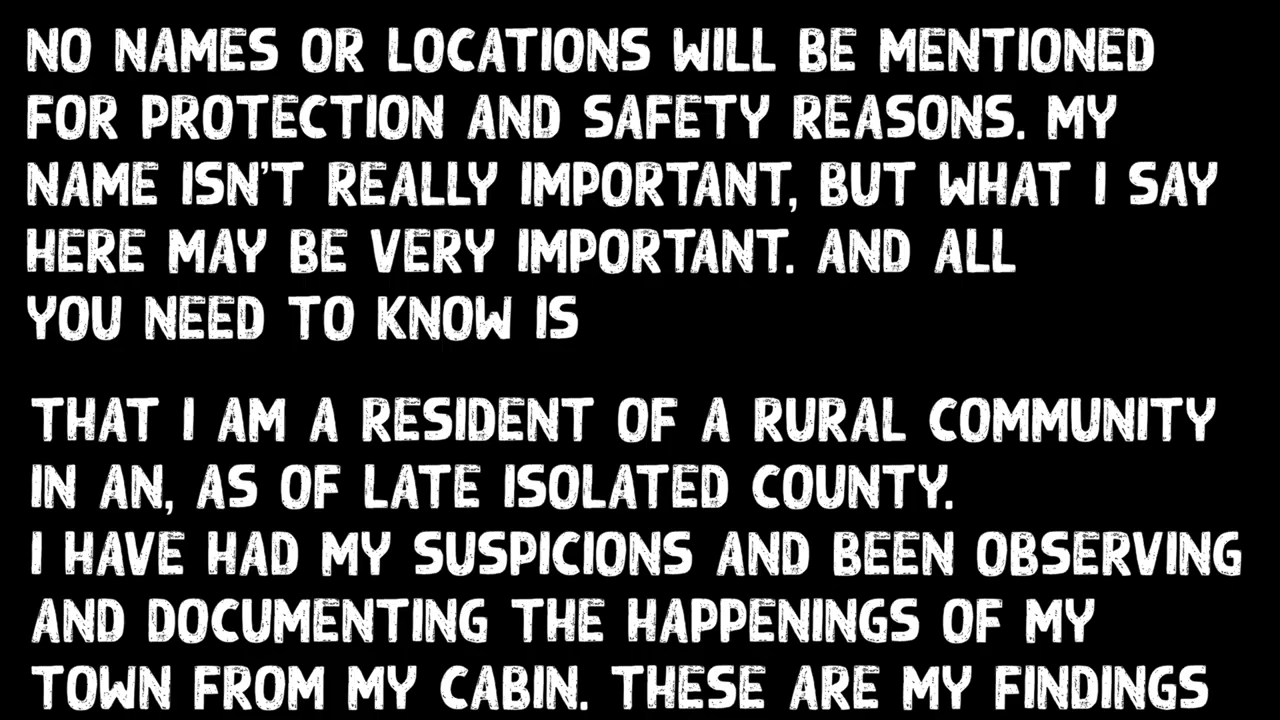 NO NAMES OR LOCATIONS WILL BE MENTIONED
FOR PROTECTION AND SAFETY REASONS. MY
NAME ISN'T REALLY IMPORTANT, BUT WHAT I SAY
HERE MAY BE VERY IMPORTANT. AND ALL
YOU NEED TO KNOW IS
THAT I AM A RESIDENT OF A RURAL COMMUNITY
IN AN, AS OF LATE ISOLATED COUNTY.
I HAVE HAD MY SUSPICIONS AND BEEN OBSERVING
AND DOCUMENTING THE HAPPENINGS OF MY
TOWN FROM MY CABIN. THESE ARE MY FINDINGS